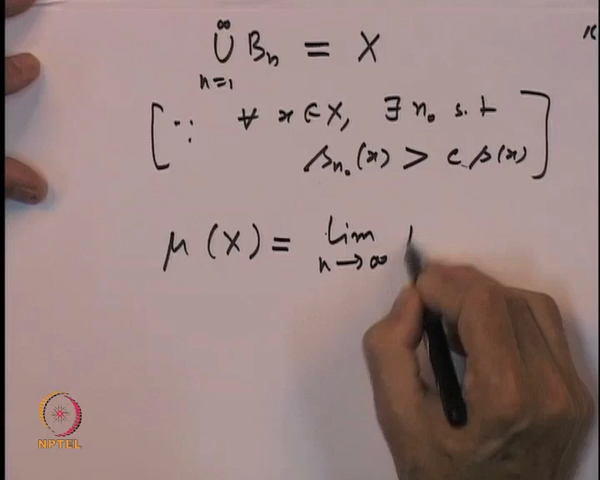 ∞
⋃ Bₙ = X
n=1
[∵ ∀ x ∈ X, ∃ n₀ s.t
sₙ₀(x) > c s(x)]
μ(X) = lim
n→∞
NPTEL